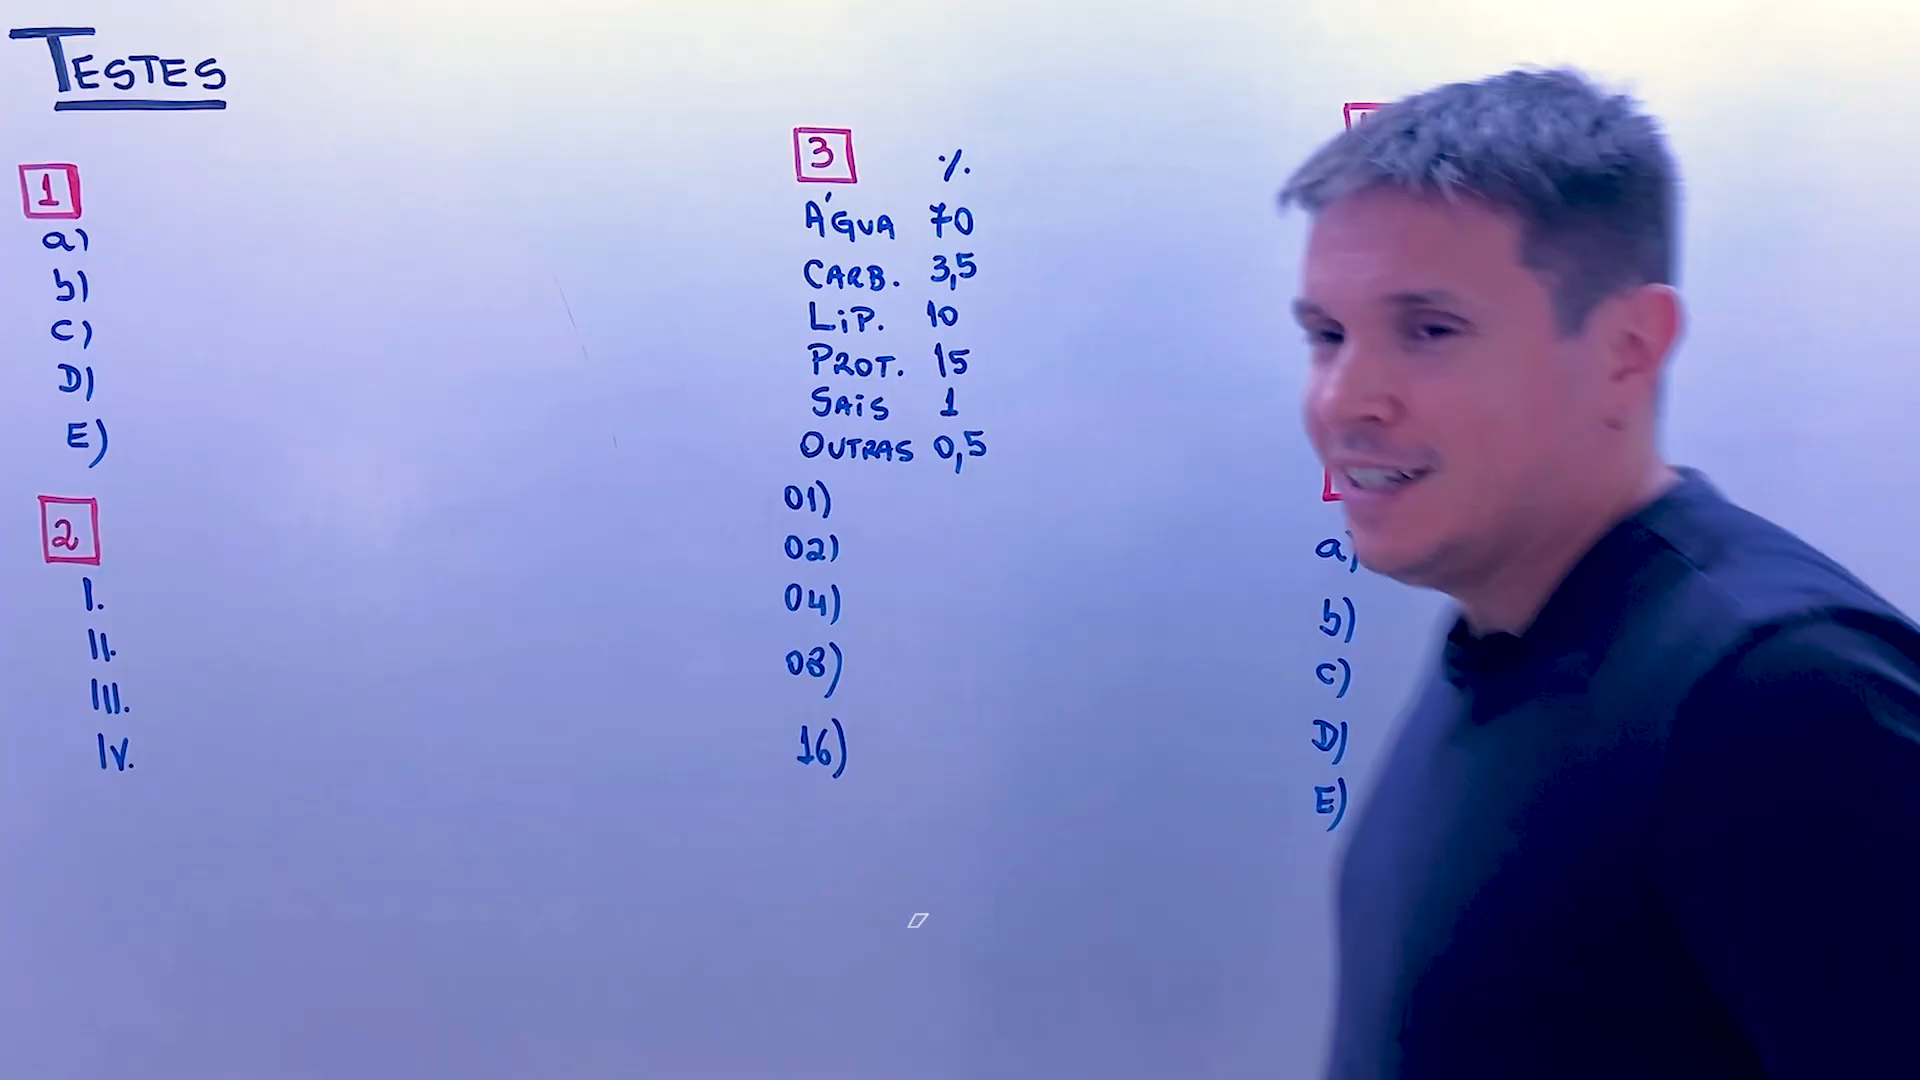 TESTES
1
a)
b)
C)
D)
E)
2
I.
II.
III.
IV.
3 %
ÁGUA 70
CARB. 3,5
LIP. 10
PROT. 15
SAIS 1
OUTRAS 0,5
01)
02)
04)
08)
16)
a)
b)
C)
D)
E)